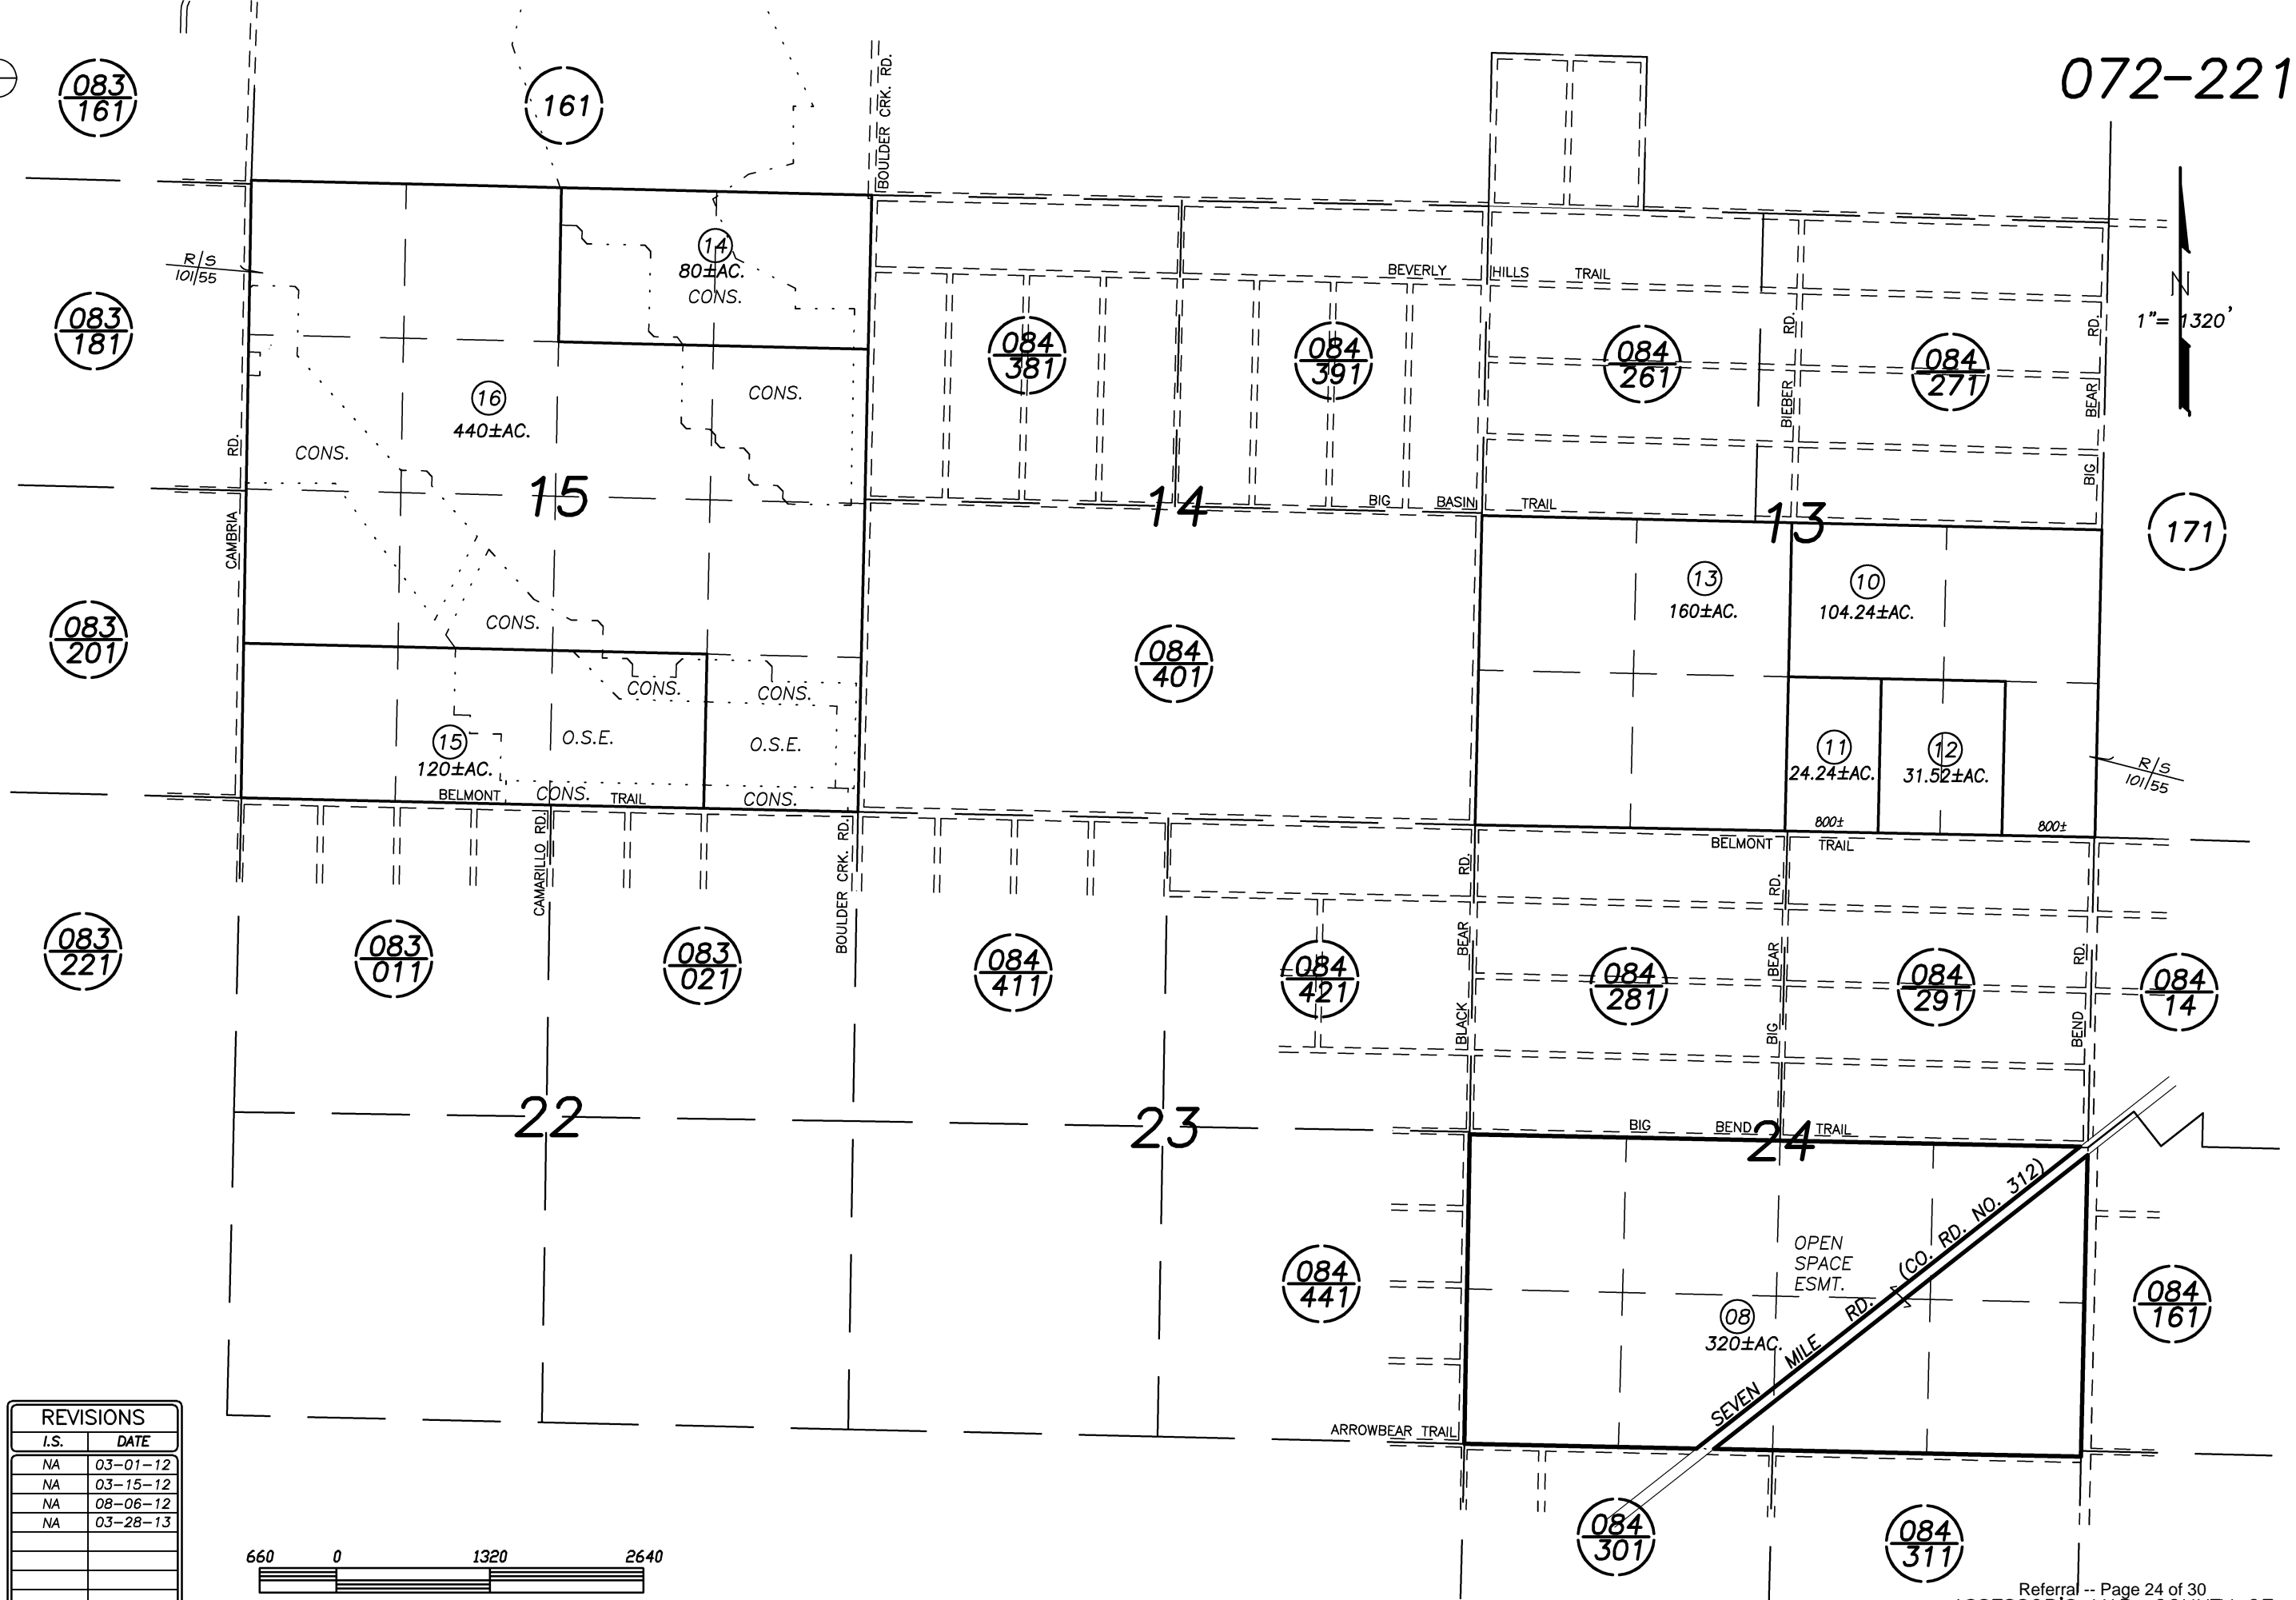 072-221
083
161
161
BOULDER CRK. RD.
N
1"= 1320'
R/S
101/55
14
80±AC.
CONS.
BEVERLY HILLS TRAIL
083
181
084
381
084
391
084
261
084
271
BIEBER RD.
BIG BEAR RD.
16
440±AC.
CONS.
CONS.
CAMBRIA RD.
15
14
BIG BASIN TRAIL
13
171
13
160±AC.
10
104.24±AC.
083
201
CONS.
084
401
CONS.
CONS.
15
120±AC.
O.S.E.
O.S.E.
11
24.24±AC.
12
31.52±AC.
R/S
101/55
BELMONT CONS. TRAIL CONS.
800±
800±
BELMONT TRAIL
CAMARILLO RD.
BOULDER CRK. RD.
BLACK BEAR RD.
BIG BEAR RD.
BEND RD.
083
221
083
011
083
021
084
411
084
421
084
281
084
291
084
14
22
23
BIG BEND TRAIL
24
SEVEN MILE RD. (CO. RD. NO. 312)
OPEN
SPACE
ESMT.
084
441
08
320±AC.
084
161
ARROWBEAR TRAIL
REVISIONS
I.S. DATE
NA 03-01-12
NA 03-15-12
NA 08-06-12
NA 03-28-13
660 0 1320 2640
084
301
084
311
Referral -- Page 24 of 30